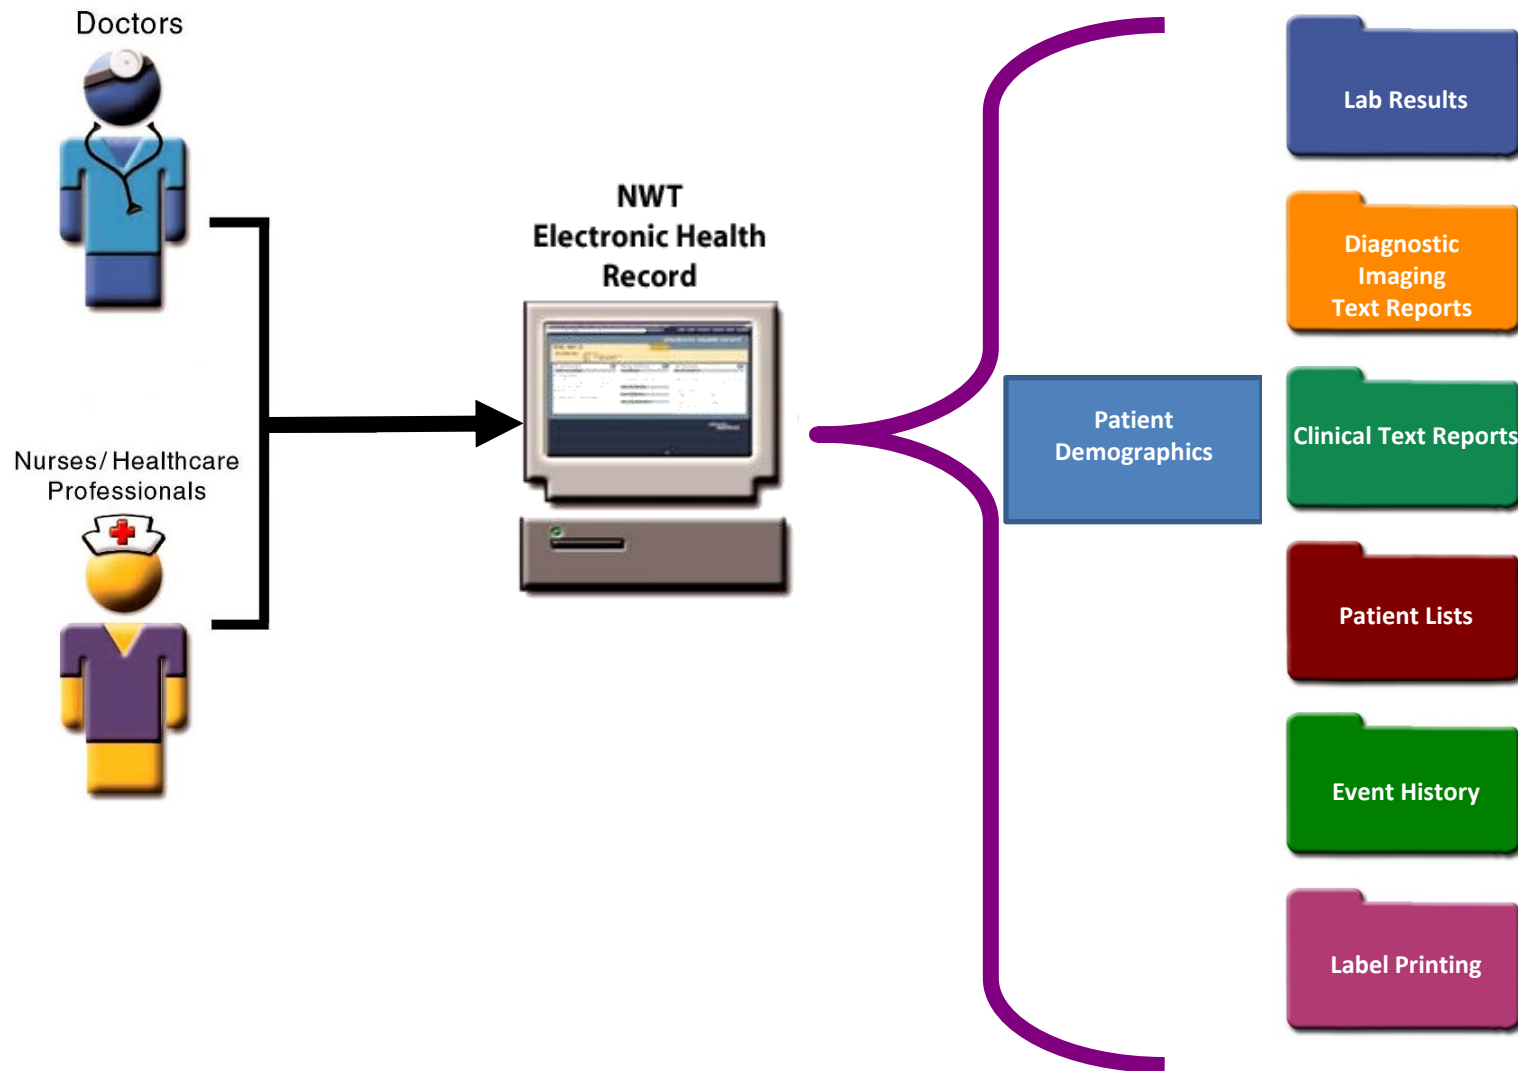 Doctors
Nurses/Healthcare
Professionals
NWT
Electronic Health
Record
Patient
Demographics
Lab Results
Diagnostic
Imaging
Text Reports
Clinical Text Reports
Patient Lists
Event History
Label Printing